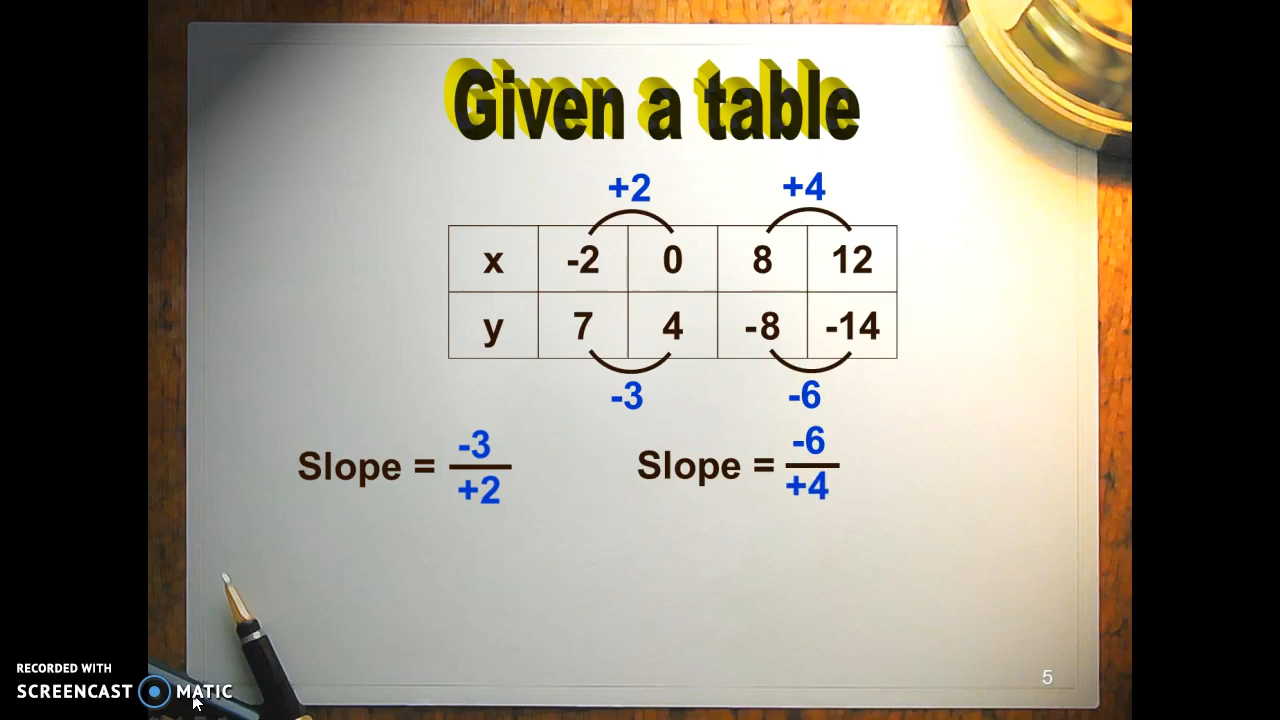 Given a table
+2 +4
x -2 0 8 12
y 7 4 -8 -14
-3 -6
Slope = -3 / +2 Slope = -6 / +4
5
RECORDED WITH
SCREENCAST MATIC